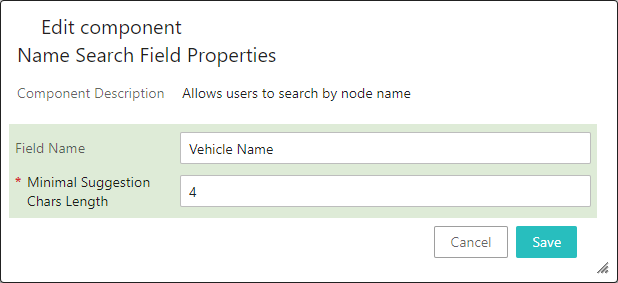 Edit component
Name Search Field Properties
Component Description Allows users to search by node name
Field Name Vehicle Name
* Minimal Suggestion
Chars Length 4
Cancel Save